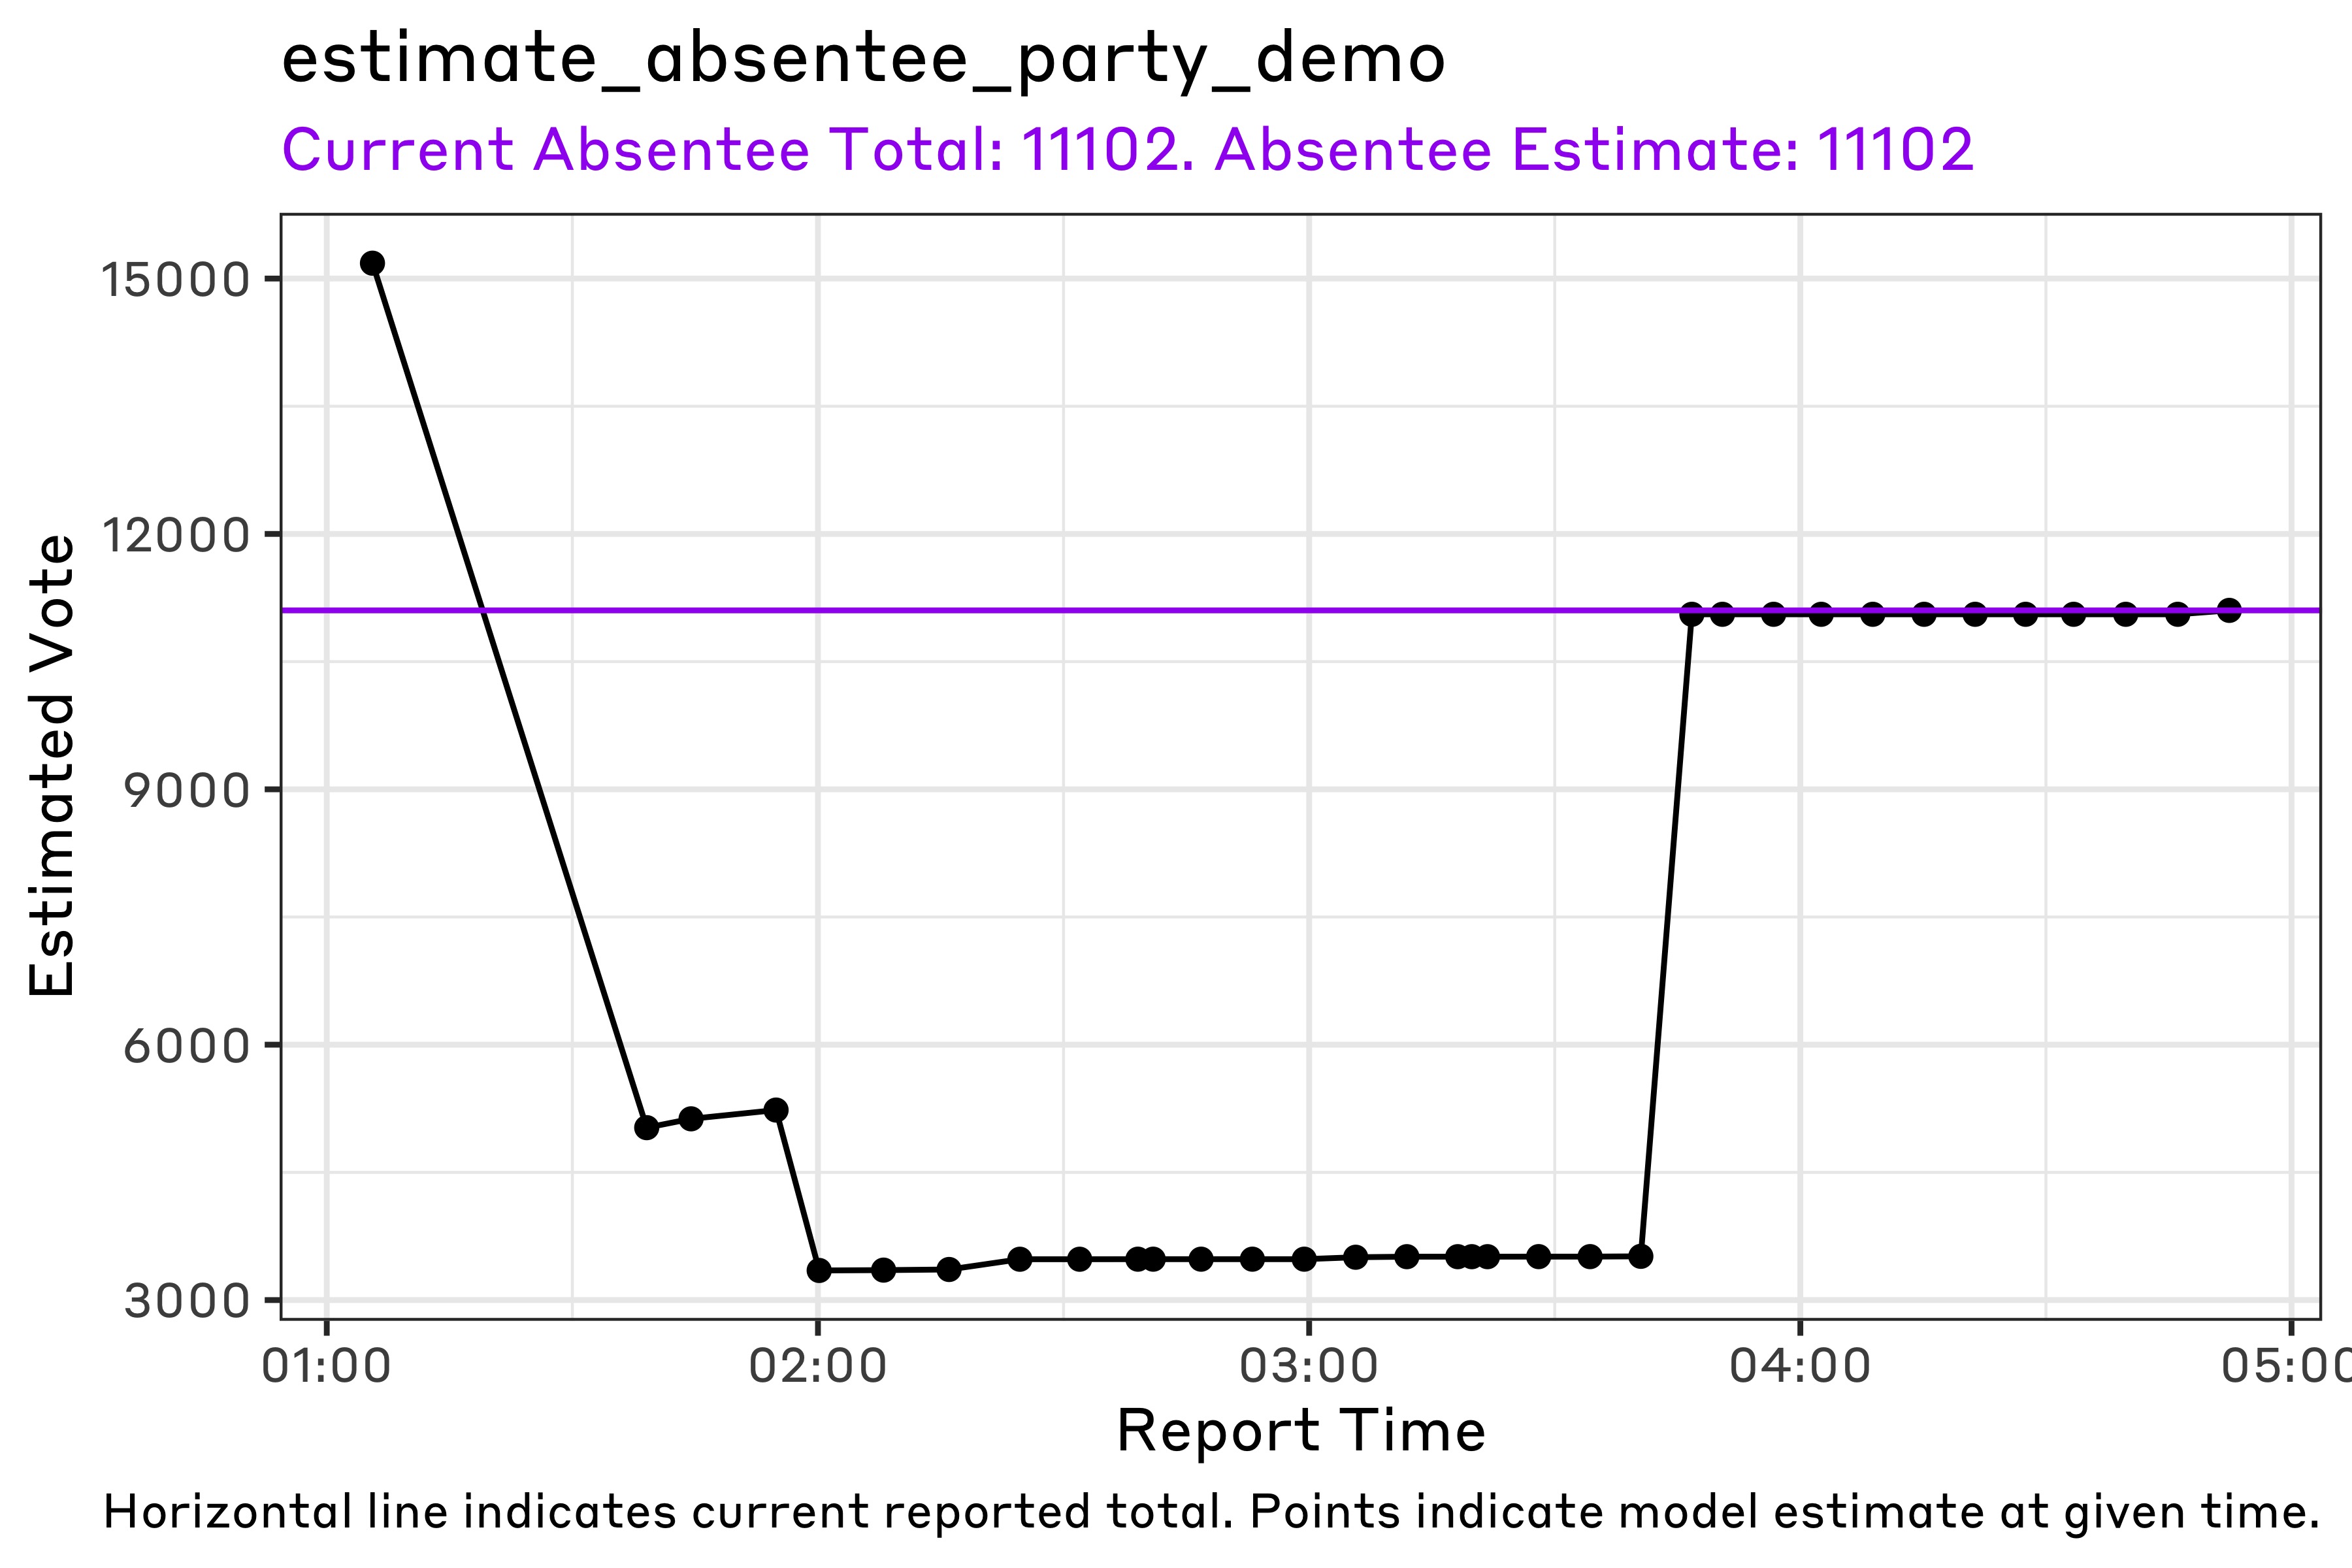 estimate_absentee_party_demo
Current Absentee Total: 11102. Absentee Estimate: 11102
15000
12000
9000
6000
3000
Estimated Vote
01:00 02:00 03:00 04:00 05:00
Report Time
Horizontal line indicates current reported total. Points indicate model estimate at given time.